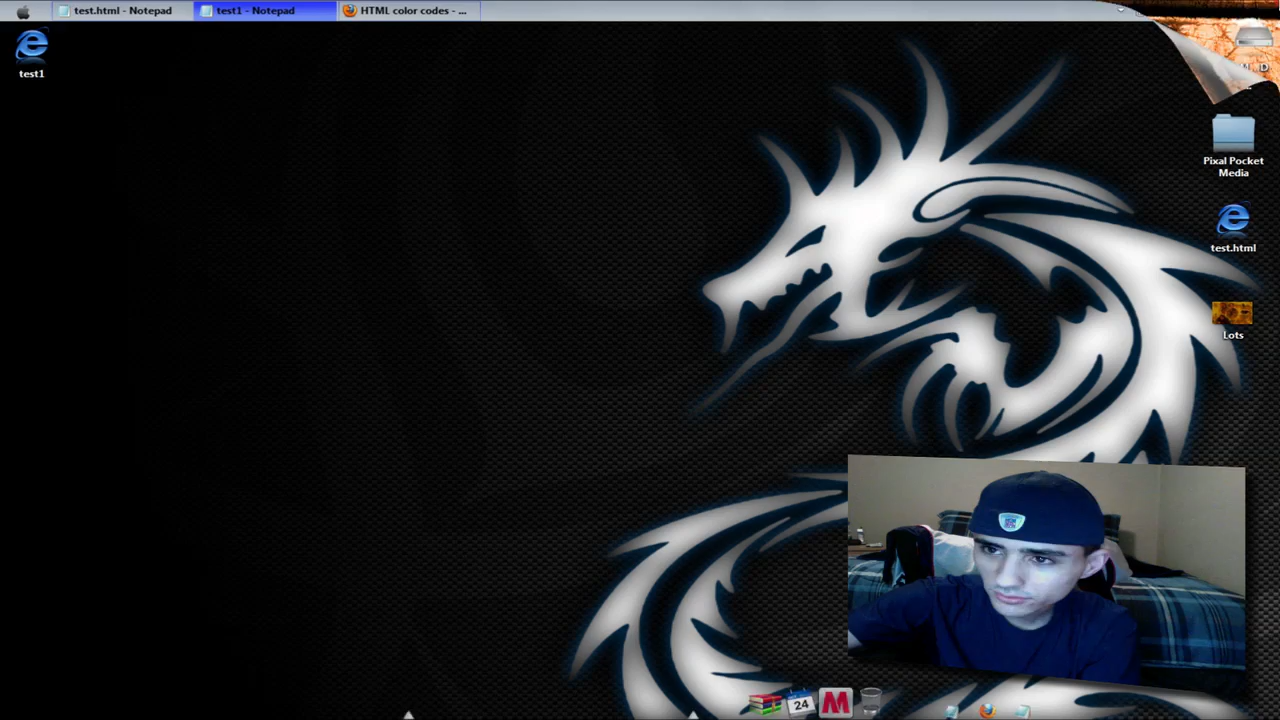 test.html - Notepad
test1 - Notepad
HTML color codes - ...
test1
Pixal Pocket
Media
test.html
Lots
24
M